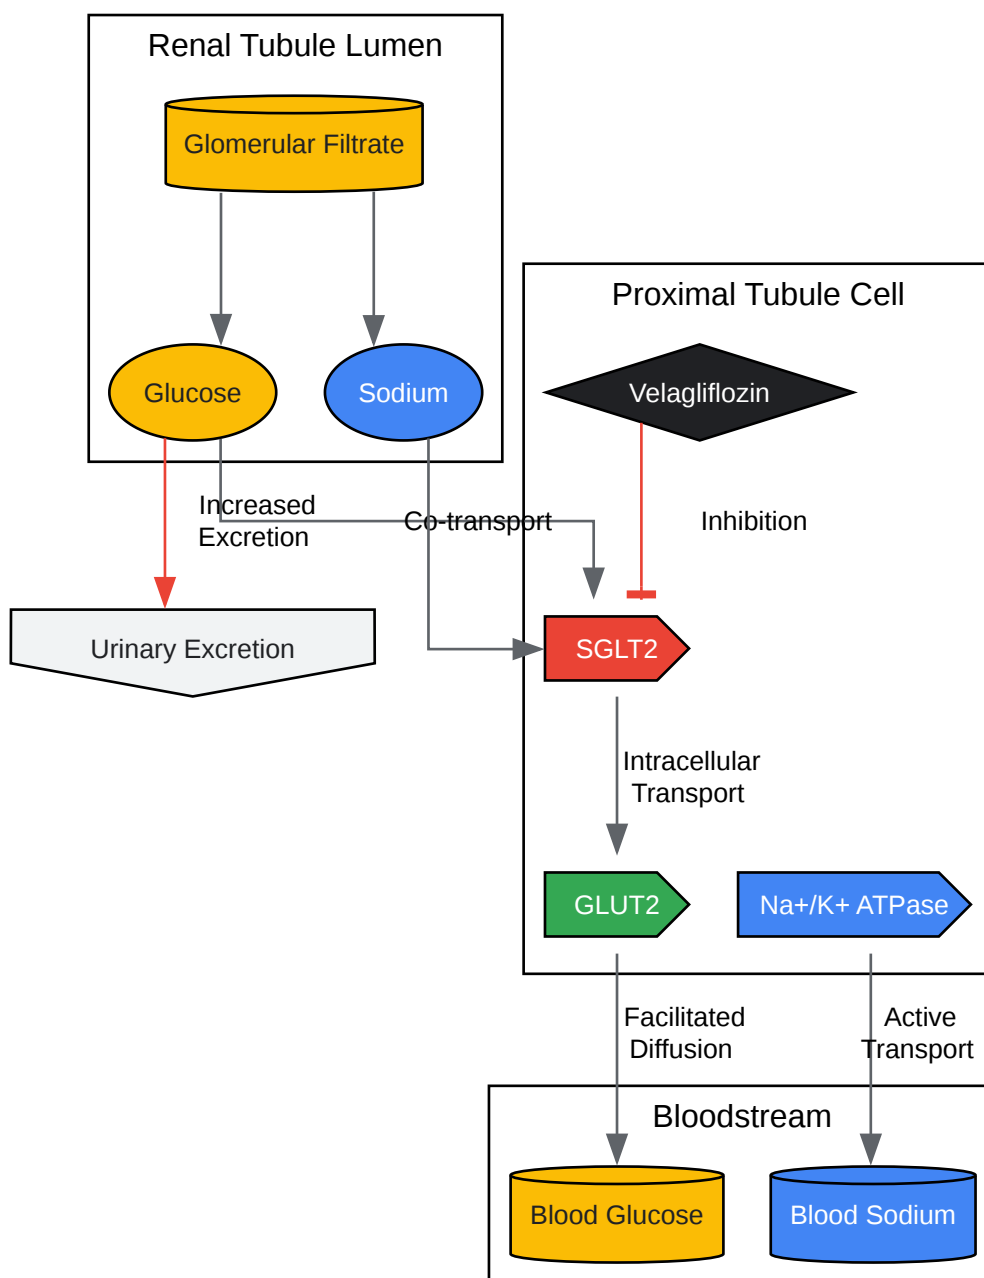 Renal Tubule Lumen
Glomerular Filtrate
Proximal Tubule Cell
Glucose
Sodium
Velagliflozin
Increased
Excretion
Co-transport
Inhibition
Urinary Excretion
SGLT2
Intracellular
Transport
GLUT2
Na+/K+ ATPase
Facilitated
Diffusion
Active
Transport
Bloodstream
Blood Glucose
Blood Sodium